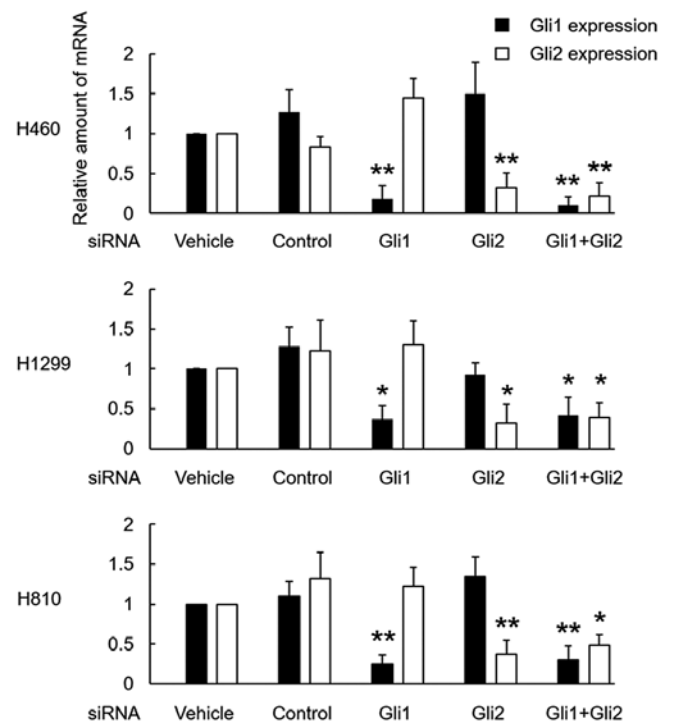 Gli1 expression
Gli2 expression
Relative amount of mRNA
H460
2
1.5
1
0.5
0
** ** ** **
siRNA Vehicle Control Gli1 Gli2 Gli1+Gli2
H1299
2
1.5
1
0.5
0
* * * *
siRNA Vehicle Control Gli1 Gli2 Gli1+Gli2
H810
2
1.5
1
0.5
0
** ** ** *
siRNA Vehicle Control Gli1 Gli2 Gli1+Gli2